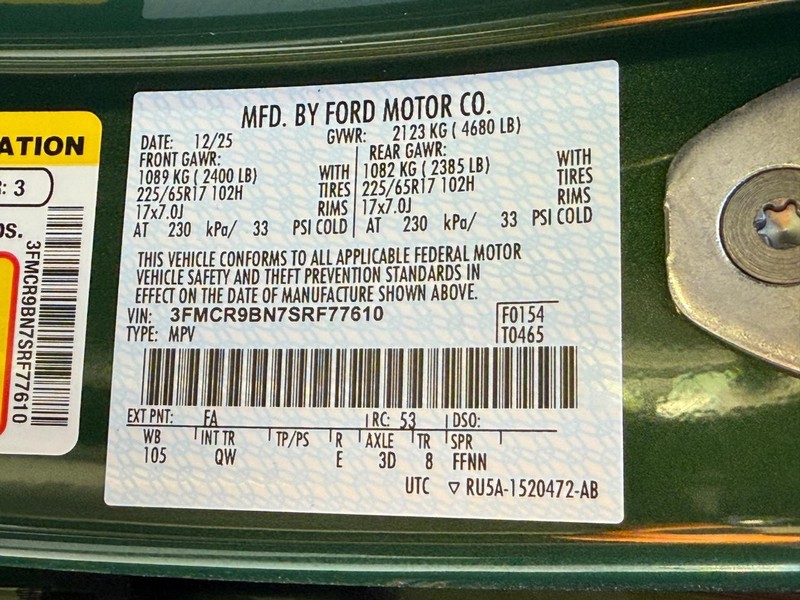 ATION
: 3
os.
3FMCR9BN7SRF77610
MFD. BY FORD MOTOR CO.
DATE: 12/25 GVWR: 2123 KG ( 4680 LB)
FRONT GAWR: REAR GAWR:
1089 KG (2400 LB) WITH 1082 KG (2385 LB) WITH
225/65R17 102H TIRES 225/65R17 102H TIRES
17x7.0J RIMS 17x7.0J RIMS
AT 230 kPa/ 33 PSI COLD AT 230 kPa/ 33 PSI COLD
THIS VEHICLE CONFORMS TO ALL APPLICABLE FEDERAL MOTOR
VEHICLE SAFETY AND THEFT PREVENTION STANDARDS IN
EFFECT ON THE DATE OF MANUFACTURE SHOWN ABOVE.
VIN: 3FMCR9BN7SRF77610 F0154
TYPE: MPV T0465
EXT PNT: FA RC: 53 DSO:
WB INT TR TP/PS R AXLE TR SPR
105 QW E 3D 8 FFNN
UTC ▽ RU5A-1520472-AB